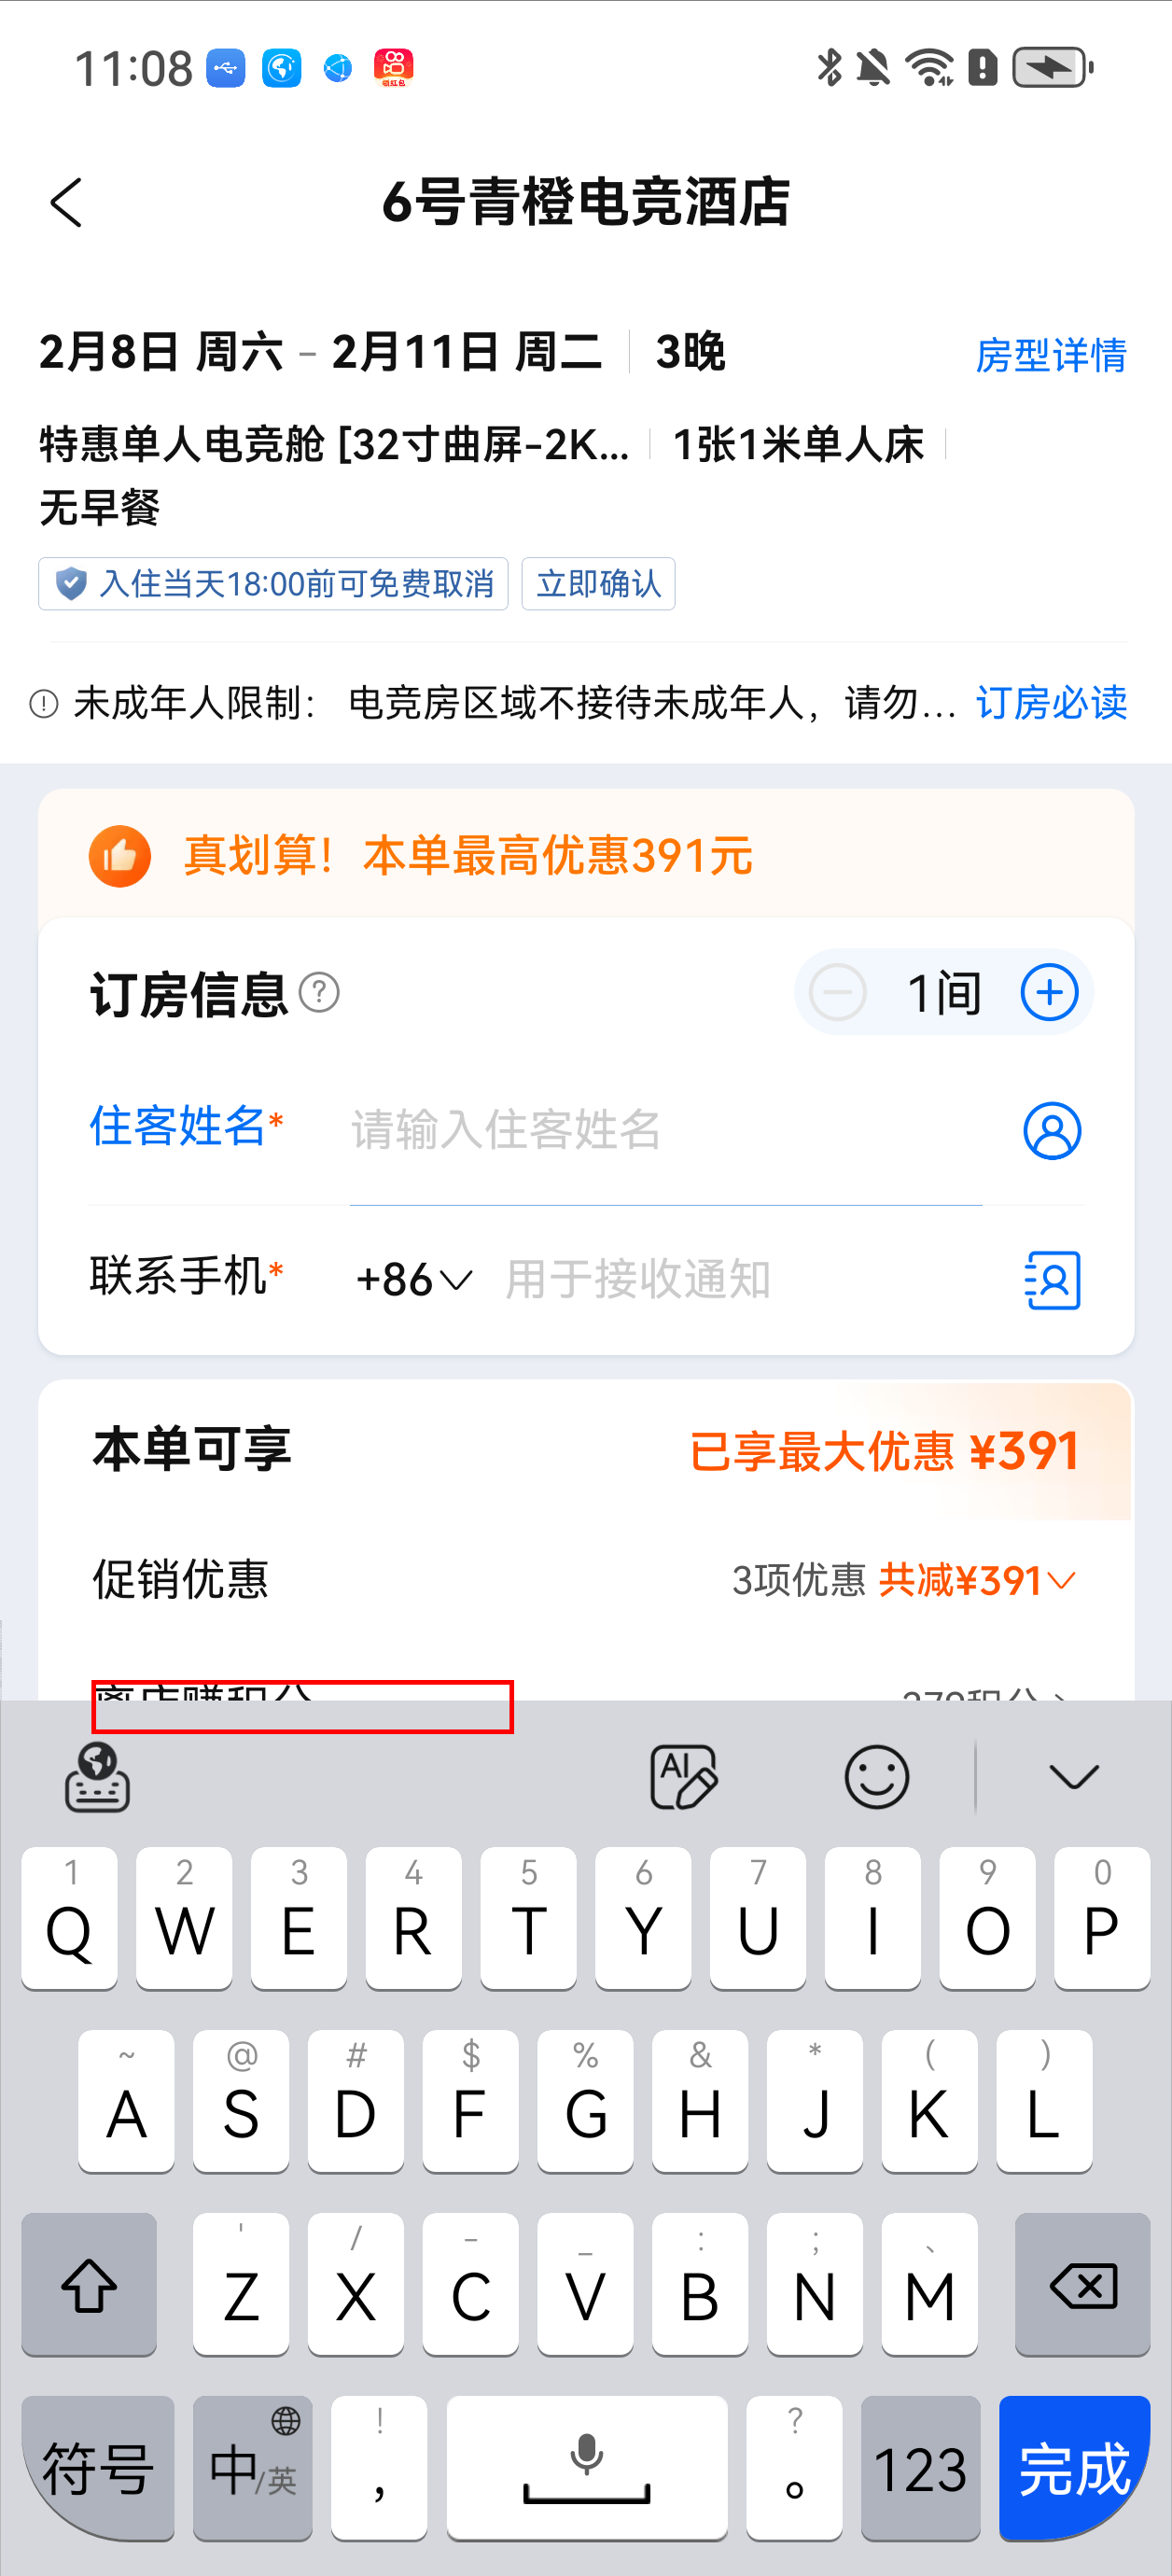 11:08
6号青橙电竞酒店
2月8日 周六 - 2月11日 周二 3晚 房型详情
特惠单人电竞舱 [32寸曲屏-2K... 1张1米单人床
无早餐
入住当天18:00前可免费取消 立即确认
未成年人限制： 电竞房区域不接待未成年人，请勿... 订房必读
真划算！本单最高优惠391元
订房信息 ? 1间
住客姓名* 请输入住客姓名
联系手机* +86 用于接收通知
本单可享 已享最大优惠 ¥391
促销优惠 3项优惠 共减¥391
AI
1 2 3 4 5 6 7 8 9 0
Q W E R T Y U I O P
~ @ # $ % & * ( )
A S D F G H J K L
' / - _ : ; 、
Z X C V B N M
符号 中/英 ! , ? 。 123 完成